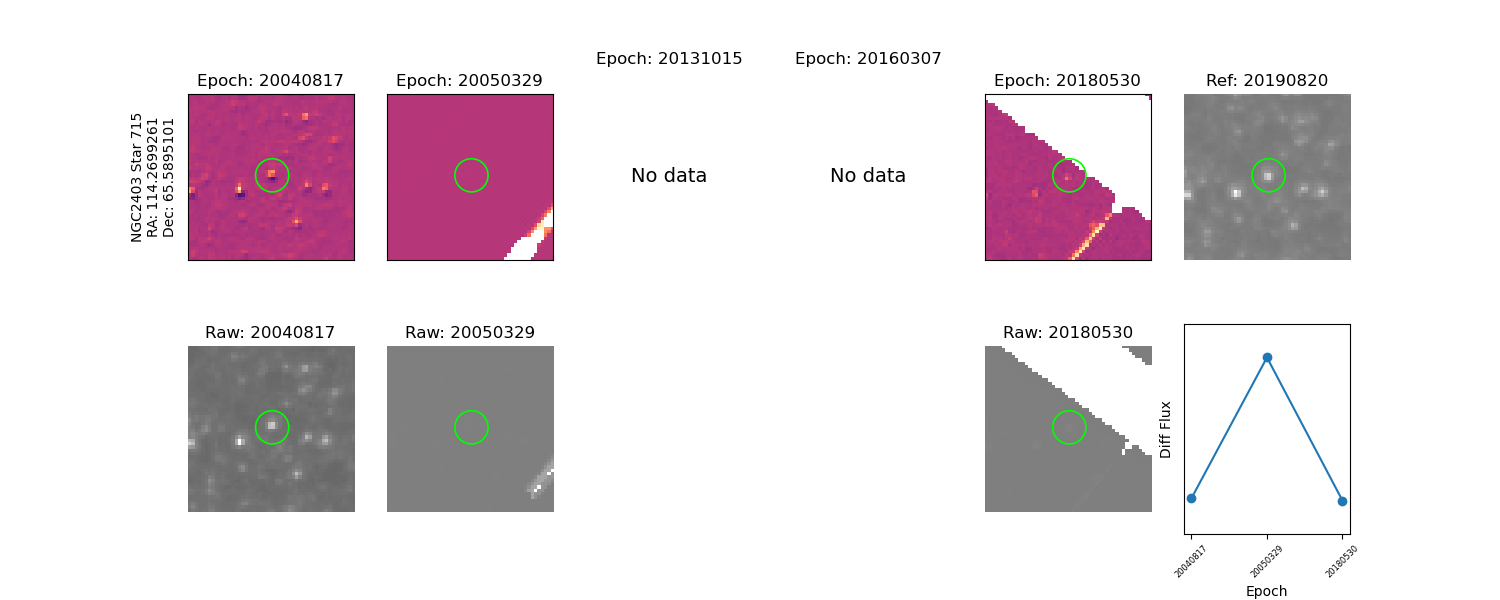 Epoch: 20131015
Epoch: 20160307
Epoch: 20040817
Epoch: 20050329
Epoch: 20180530
Ref: 20190820
NGC2403 Star 715
RA: 114.2699261
Dec: 65.5895101
No data
No data
Raw: 20040817
Raw: 20050329
Raw: 20180530
Diff Flux
20040817
20050329
20180530
Epoch